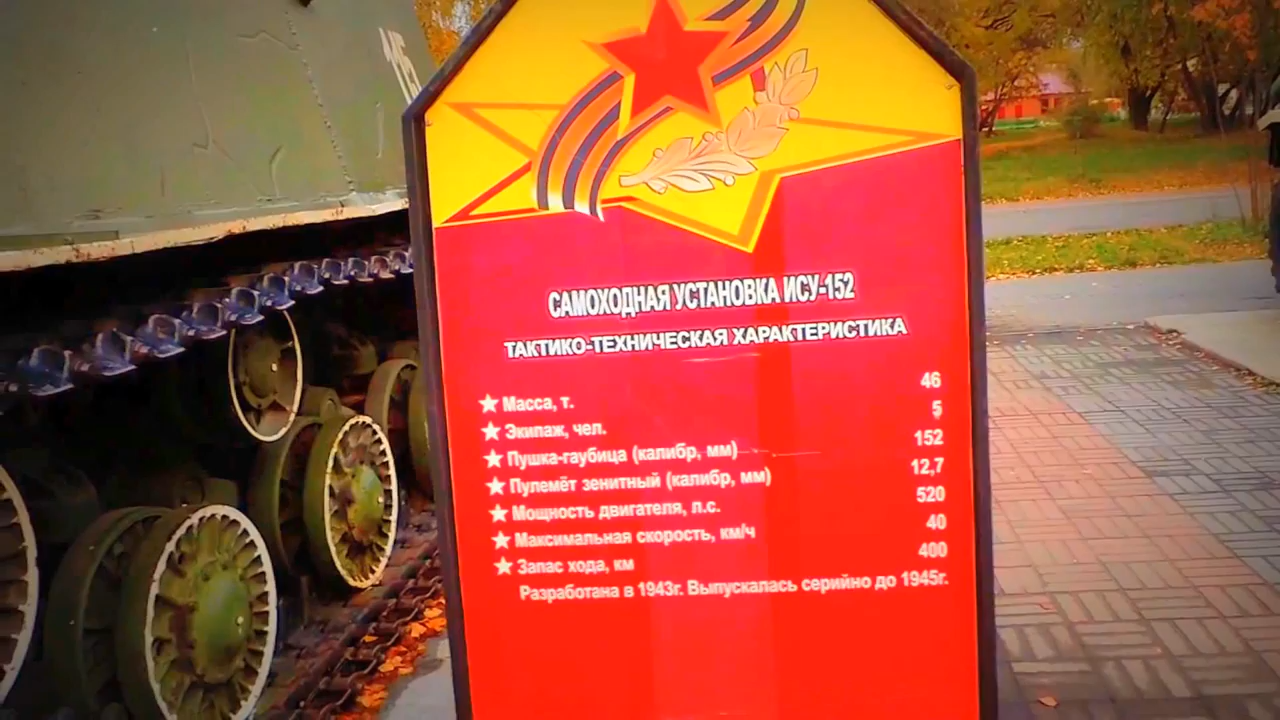 САМОХОДНАЯ УСТАНОВКА ИСУ-152
ТАКТИКО-ТЕХНИЧЕСКАЯ ХАРАКТЕРИСТИКА
Масса, т. 46
Экипаж, чел. 5
Пушка-гаубица (калибр, мм) 152
Пулемёт зенитный (калибр, мм) 12,7
Мощность двигателя, л.с. 520
Максимальная скорость, км/ч 40
Запас хода, км 400
Разработана в 1943г. Выпускалась серийно до 1945г.